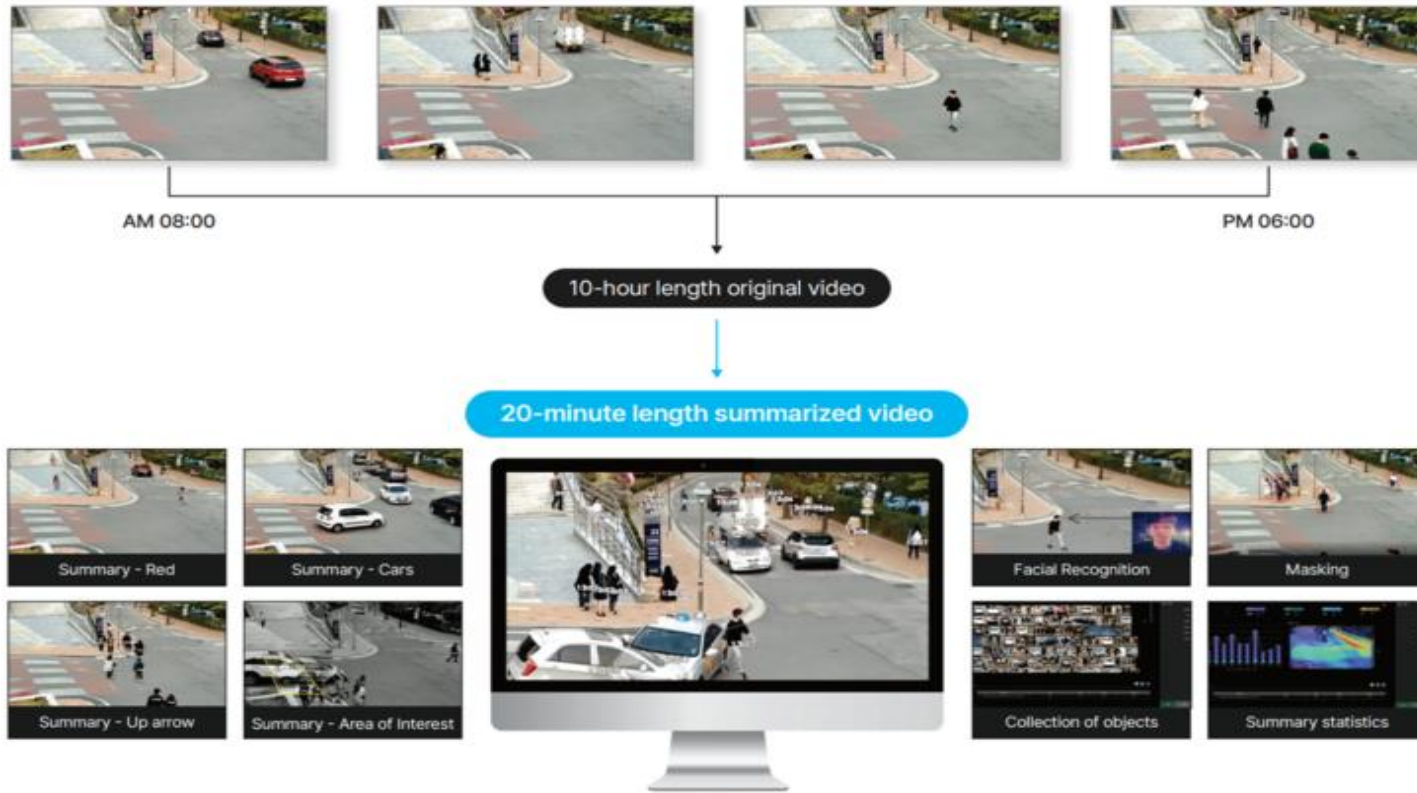 AM 08:00
PM 06:00
10-hour length original video
20-minute length summarized video
Summary - Red
Summary - Cars
Facial Recognition
Masking
Summary - Up arrow
Summary - Area of Interest
Collection of objects
Summary statistics